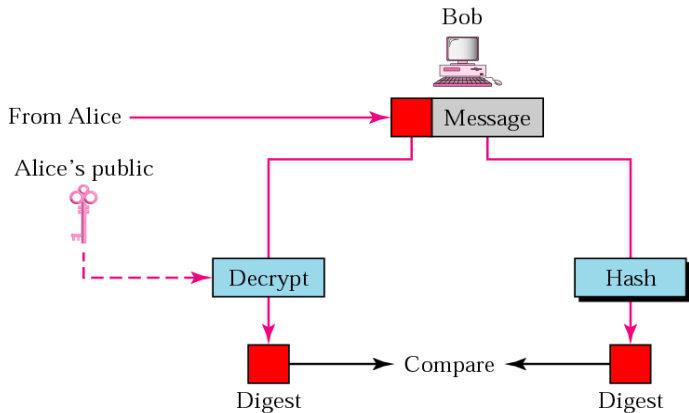 Bob
From Alice
Message
Alice's public
Decrypt
Hash
Compare
Digest
Digest